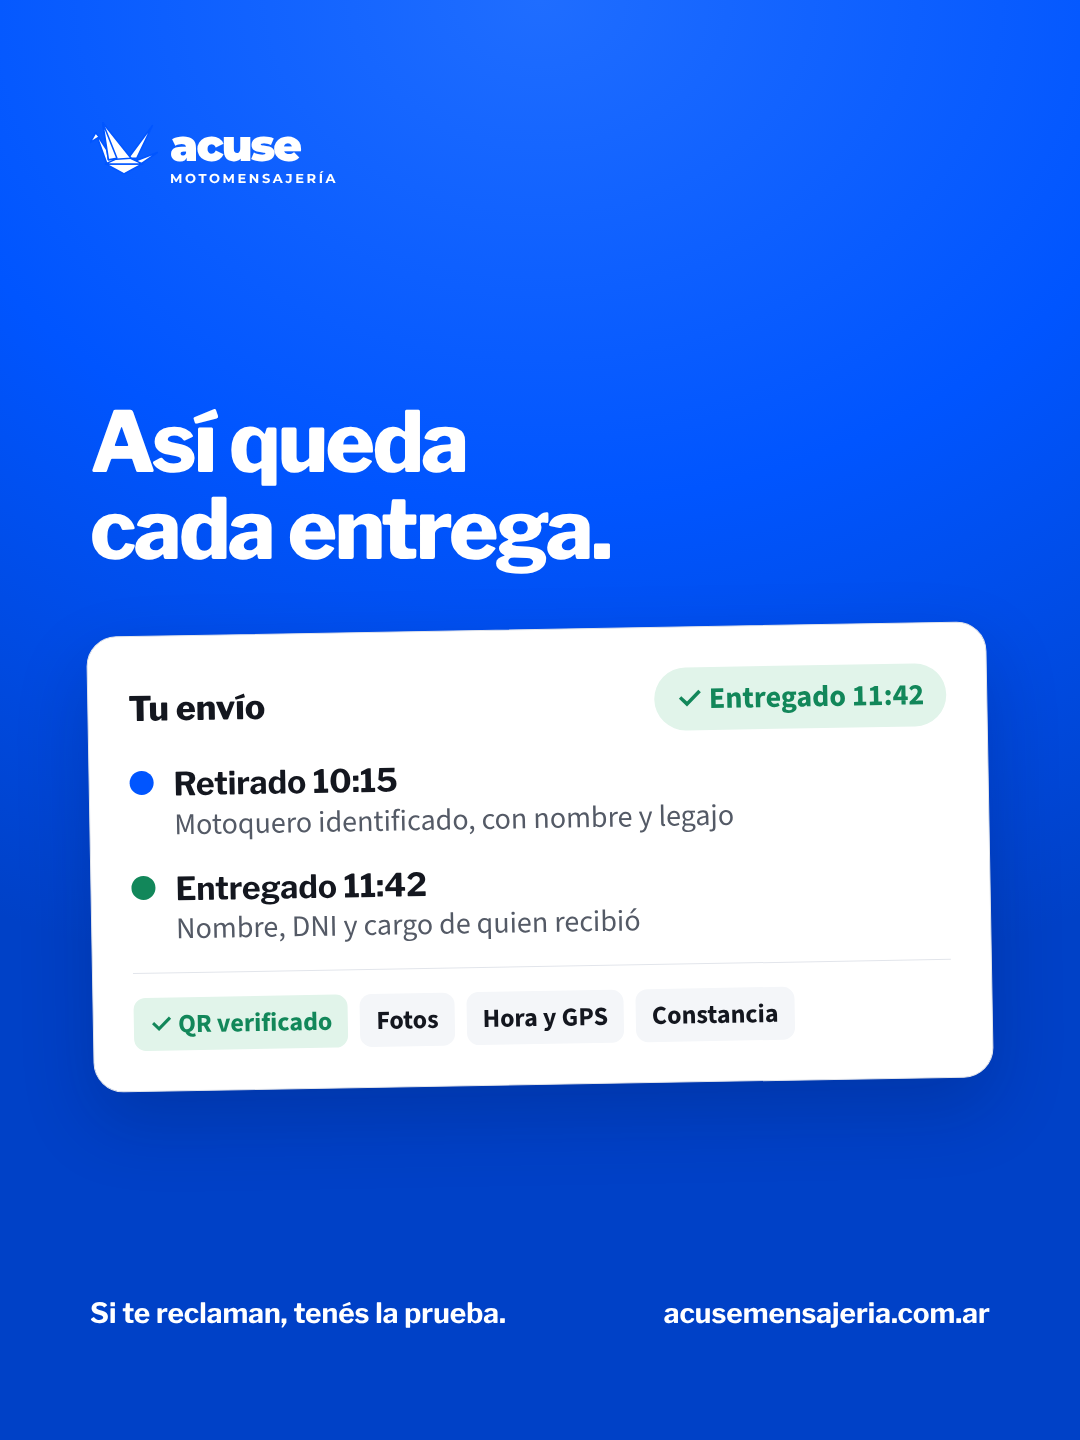 acuse
MOTOMENSAJERÍA
Así queda
cada entrega.
Tu envío
✓ Entregado 11:42
Retirado 10:15
Motoquero identificado, con nombre y legajo
Entregado 11:42
Nombre, DNI y cargo de quien recibió
✓ QR verificado
Fotos
Hora y GPS
Constancia
Si te reclaman, tenés la prueba.
acusemensajeria.com.ar